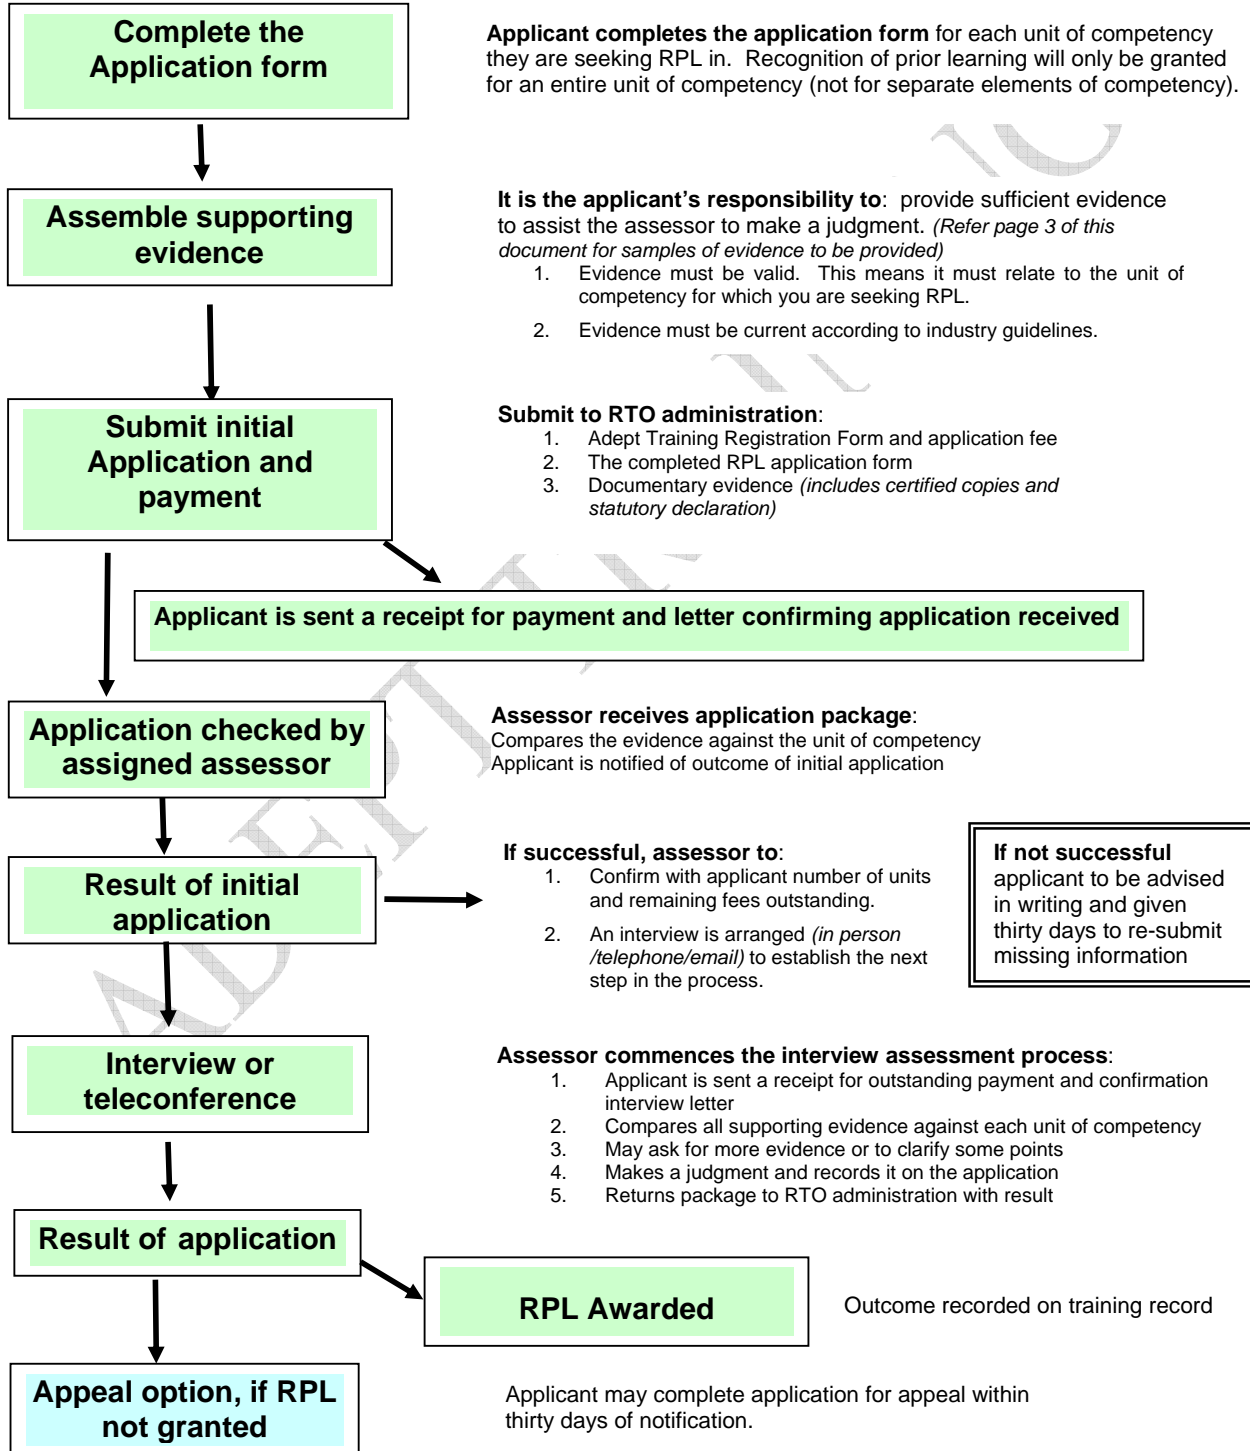 Complete the
Application form
Applicant completes the application form for each unit of competency
they are seeking RPL in.  Recognition of prior learning will only be granted
for an entire unit of competency (not for separate elements of competency).
Assemble supporting
evidence
It is the applicant's responsibility to:  provide sufficient evidence
to assist the assessor to make a judgment. (Refer page 3 of this
document for samples of evidence to be provided)
1. Evidence must be valid.  This means it must relate to the unit of
competency for which you are seeking RPL.
2. Evidence must be current according to industry guidelines.
Submit initial
Application and
payment
Submit to RTO administration:
1. Adept Training Registration Form and application fee
2. The completed RPL application form
3. Documentary evidence (includes certified copies and
statutory declaration)
Applicant is sent a receipt for payment and letter confirming application received
Application checked by
assigned assessor
Assessor receives application package:
Compares the evidence against the unit of competency
Applicant is notified of outcome of initial application
Result of initial
application
If successful, assessor to:
1. Confirm with applicant number of units
and remaining fees outstanding.
2. An interview is arranged (in person
/telephone/email) to establish the next
step in the process.
If not successful
applicant to be advised
in writing and given
thirty days to re-submit
missing information
Interview or
teleconference
Assessor commences the interview assessment process:
1. Applicant is sent a receipt for outstanding payment and confirmation
interview letter
2. Compares all supporting evidence against each unit of competency
3. May ask for more evidence or to clarify some points
4. Makes a judgment and records it on the application
5. Returns package to RTO administration with result
Result of application
RPL Awarded
Outcome recorded on training record
Appeal option, if RPL
not granted
Applicant may complete application for appeal within
thirty days of notification.
ADEPT